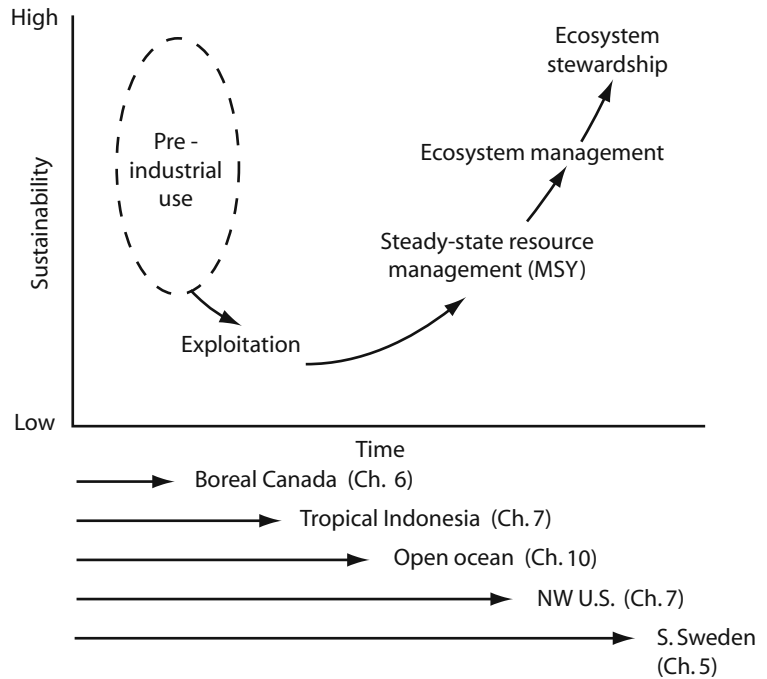 High
Ecosystem
stewardship
Pre -
industrial
use
Ecosystem management
Sustainability
Steady-state resource
management (MSY)
Exploitation
Low
Time
Boreal Canada (Ch. 6)
Tropical Indonesia (Ch. 7)
Open ocean (Ch. 10)
NW U.S. (Ch. 7)
S. Sweden
(Ch. 5)